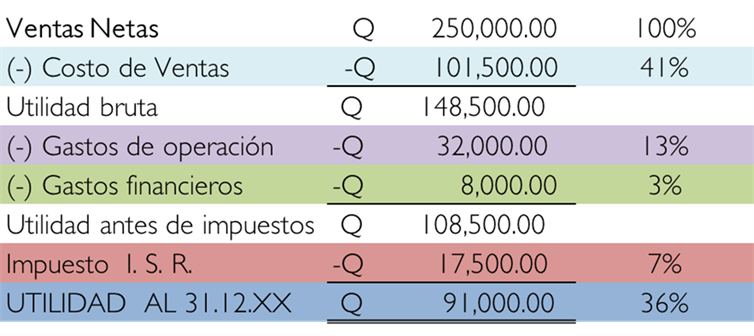 Ventas Netas Q 250,000.00 100%
(-) Costo de Ventas -Q 101,500.00 41%
Utilidad bruta Q 148,500.00
(-) Gastos de operación -Q 32,000.00 13%
(-) Gastos financieros -Q 8,000.00 3%
Utilidad antes de impuestos Q 108,500.00
Impuesto I. S. R. -Q 17,500.00 7%
UTILIDAD AL 31.12.XX Q 91,000.00 36%